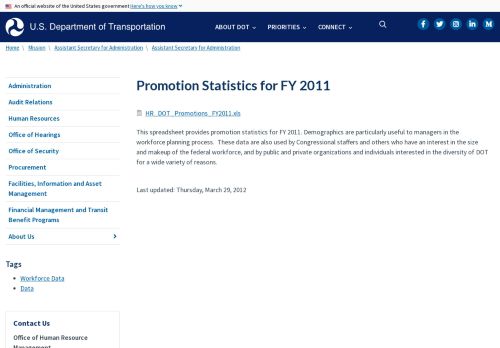 An official website of the United States government Here's how you know
U.S. Department of Transportation
ABOUT DOT
PRIORITIES
CONNECT
Home \ Mission \ Assistant Secretary for Administration \ Assistant Secretary for Administration
Administration
Audit Relations
Human Resources
Office of Hearings
Office of Security
Procurement
Facilities, Information and Asset
Management
Financial Management and Transit
Benefit Programs
About Us
Tags
Workforce Data
Data
Contact Us
Office of Human Resource
Management
Promotion Statistics for FY 2011
HR_DOT_Promotions_FY2011.xls
This spreadsheet provides promotion statistics for FY 2011. Demographics are particularly useful to managers in the
workforce planning process.  These data are also used by Congressional staffers and others who have an interest in the size
and makeup of the federal workforce, and by public and private organizations and individuals interested in the diversity of DOT
for a wide variety of reasons.
Last updated: Thursday, March 29, 2012